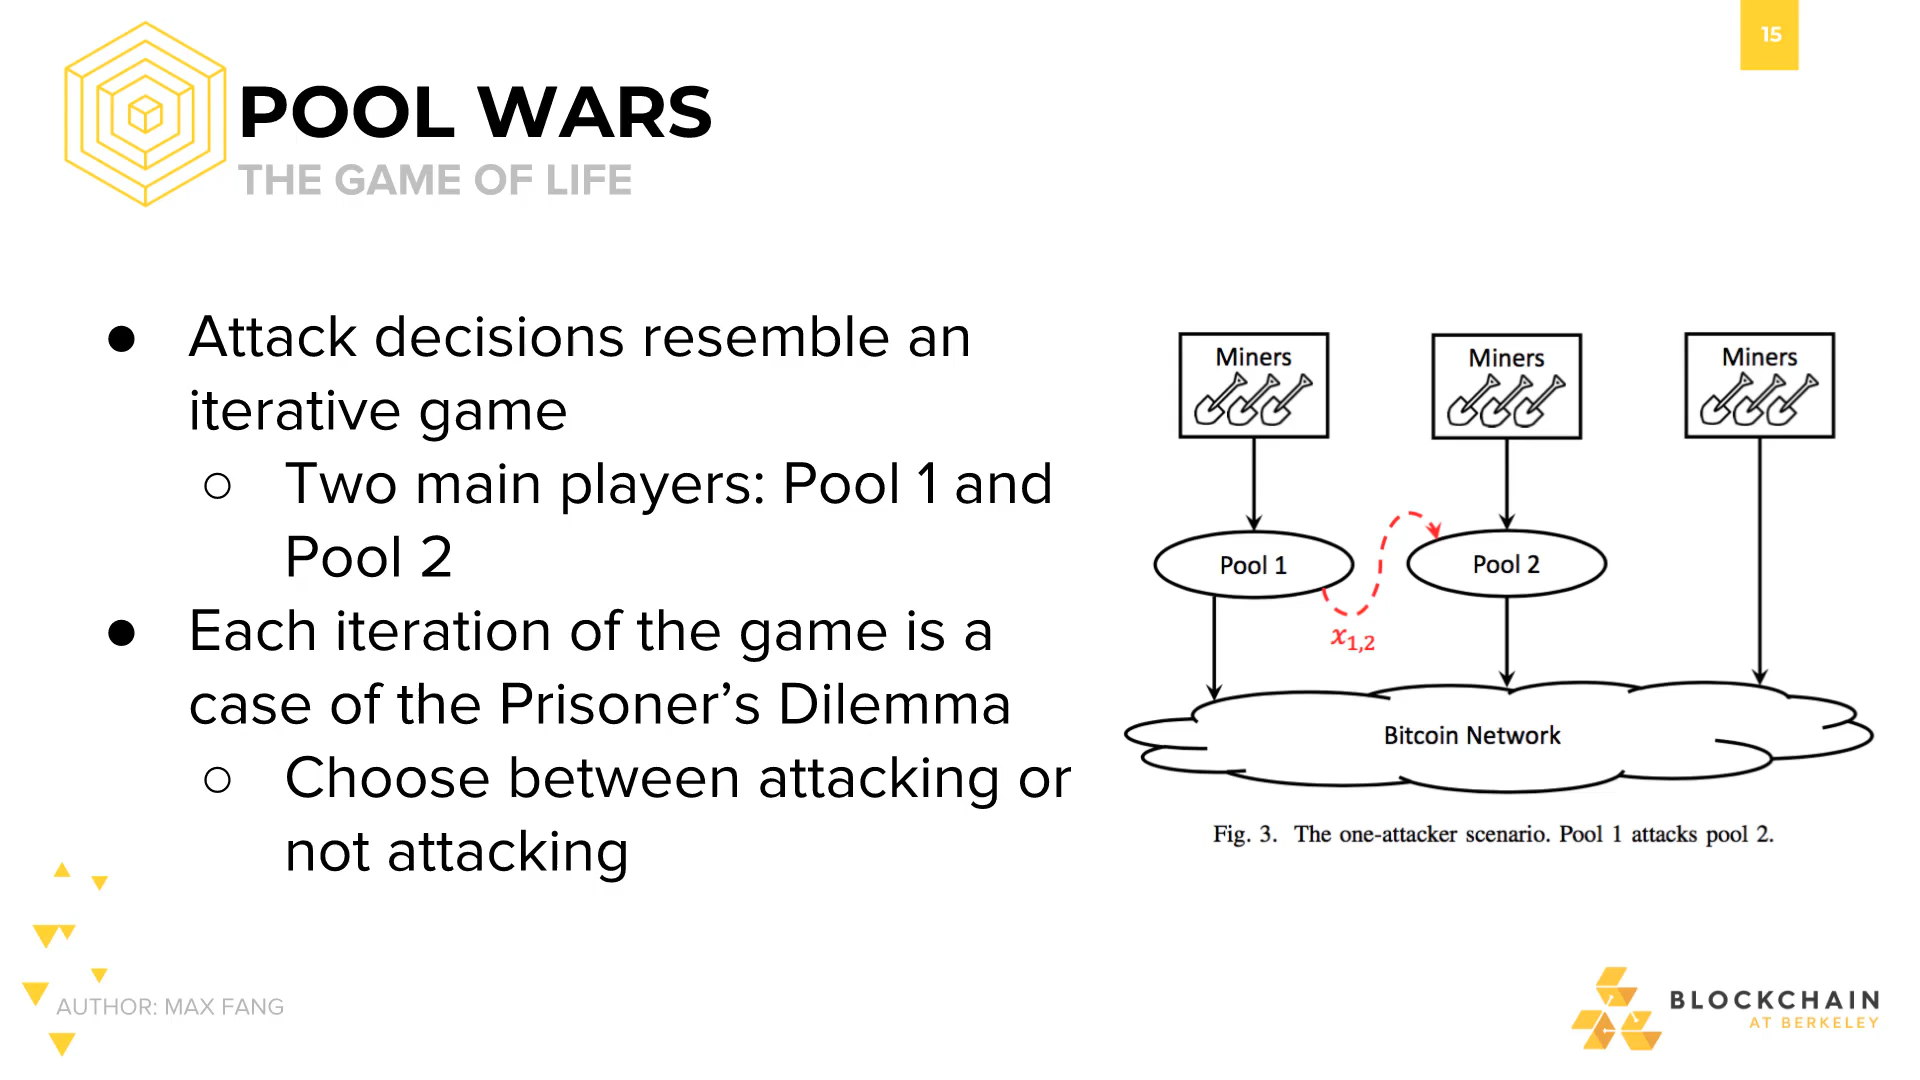 15
POOL WARS
THE GAME OF LIFE
● Attack decisions resemble an
iterative game
○ Two main players: Pool 1 and
Pool 2
● Each iteration of the game is a
case of the Prisoner’s Dilemma
○ Choose between attacking or
not attacking
Miners
Miners
Miners
Pool 1
Pool 2
x1,2
Bitcoin Network
Fig. 3. The one-attacker scenario. Pool 1 attacks pool 2.
AUTHOR: MAX FANG
BLOCKCHAIN
AT BERKELEY